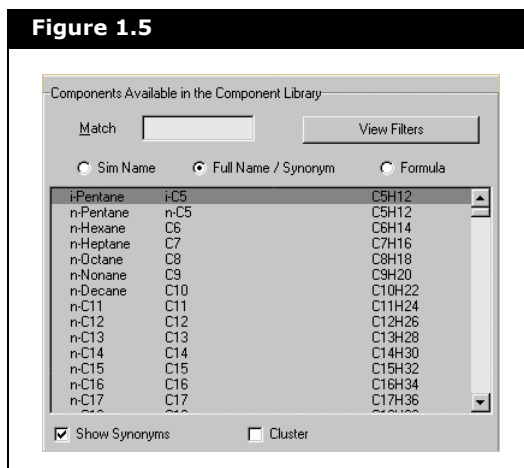 Figure 1.5
Components Available in the Component Library
Match View Filters
Sim Name Full Name / Synonym Formula
i-Pentane i-C5 C5H12
n-Pentane n-C5 C5H12
n-Hexane C6 C6H14
n-Heptane C7 C7H16
n-Octane C8 C8H18
n-Nonane C9 C9H20
n-Decane C10 C10H22
n-C11 C11 C11H24
n-C12 C12 C12H26
n-C13 C13 C13H28
n-C14 C14 C14H30
n-C15 C15 C15H32
n-C16 C16 C16H34
n-C17 C17 C17H36
Show Synonyms Cluster